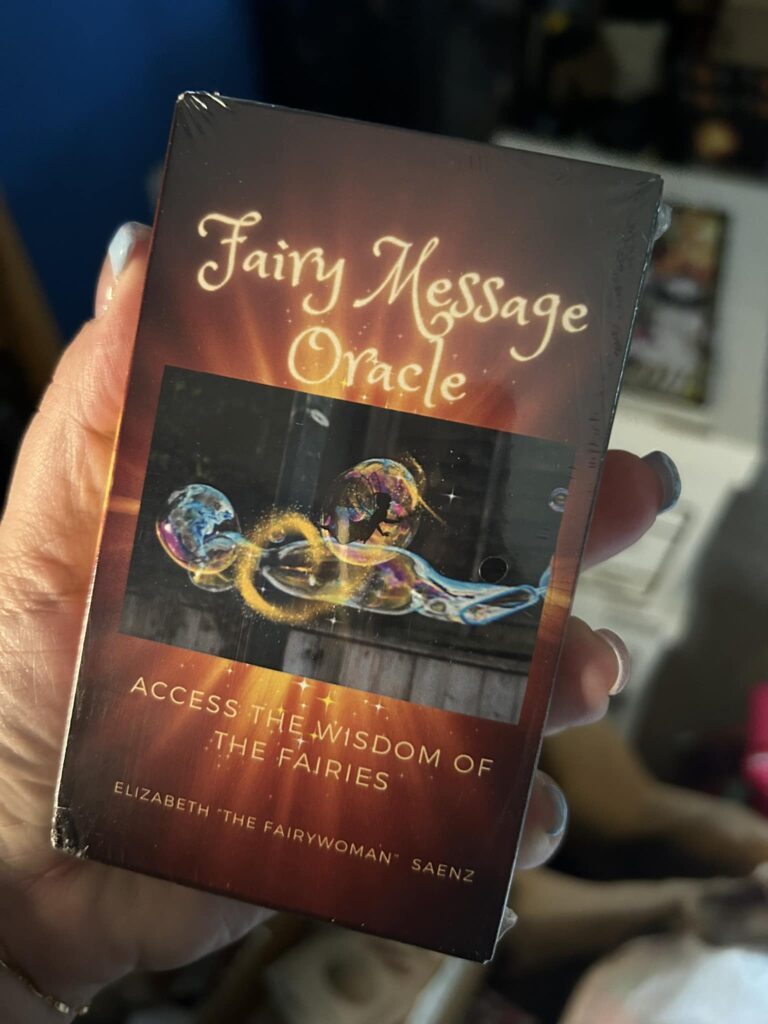 Fairy Message
Oracle
ACCESS THE WISDOM OF
THE FAIRIES
ELIZABETH "THE FAIRYWOMAN" SAENZ